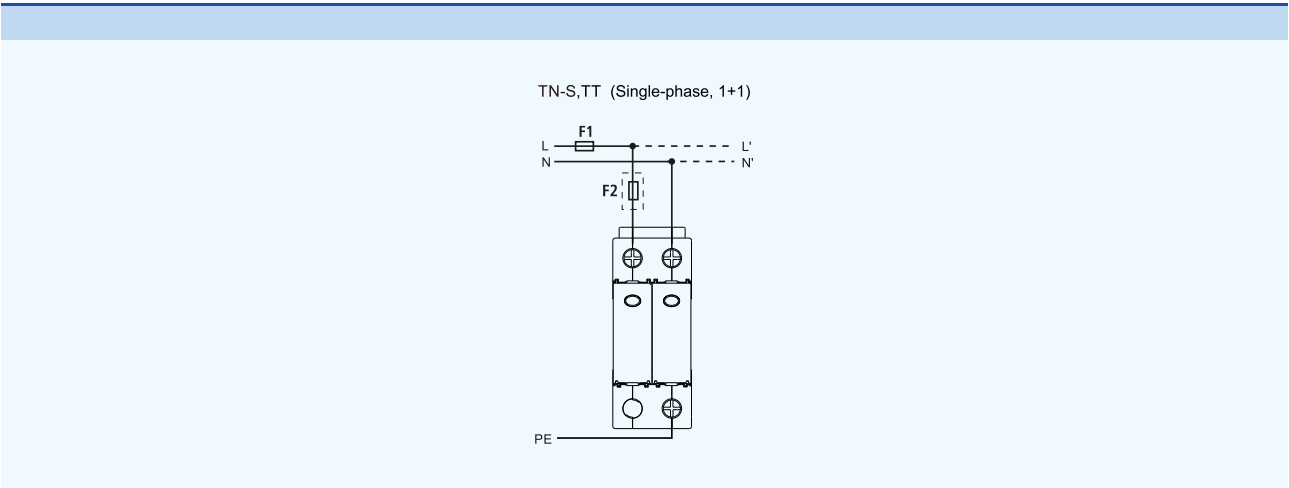 TN-S,TT (Single-phase, 1+1)
F1
L L'
N N'
F2
PE